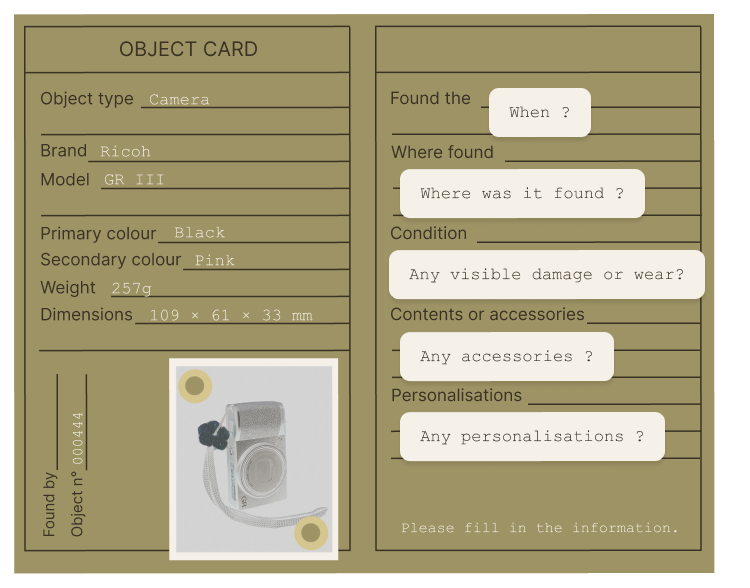 OBJECT CARD
Object type Camera
Brand Ricoh
Model GR III
Primary colour Black
Secondary colour Pink
Weight 257g
Dimensions 109 × 61 × 33 mm
Found by
Object n° 000444
GR
Found the
When ?
Where found
Where was it found ?
Condition
Any visible damage or wear?
Contents or accessories
Any accessories ?
Personalisations
Any personalisations ?
Please fill in the information.